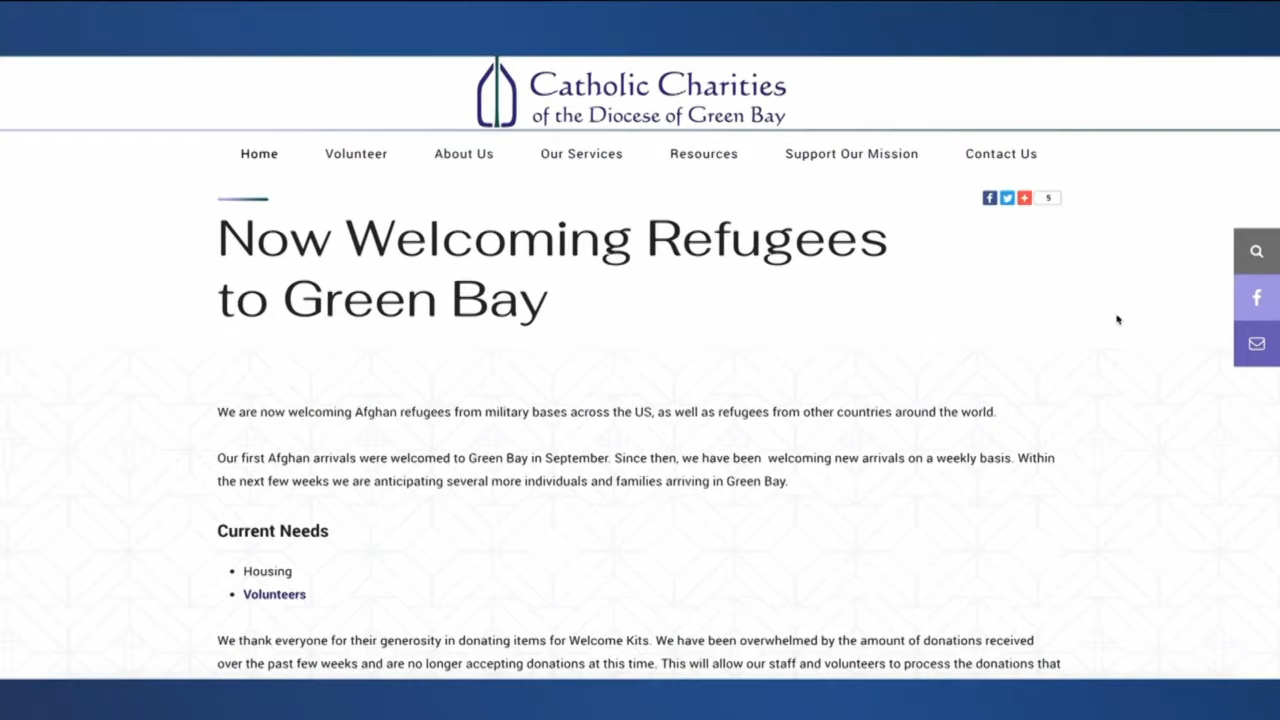 Catholic Charities
of the Diocese of Green Bay
Home Volunteer About Us Our Services Resources Support Our Mission Contact Us
5
Now Welcoming Refugees
to Green Bay
We are now welcoming Afghan refugees from military bases across the US, as well as refugees from other countries around the world.
Our first Afghan arrivals were welcomed to Green Bay in September. Since then, we have been welcoming new arrivals on a weekly basis. Within
the next few weeks we are anticipating several more individuals and families arriving in Green Bay.
Current Needs
• Housing
• Volunteers
We thank everyone for their generosity in donating items for Welcome Kits. We have been overwhelmed by the amount of donations received
over the past few weeks and are no longer accepting donations at this time. This will allow our staff and volunteers to process the donations that